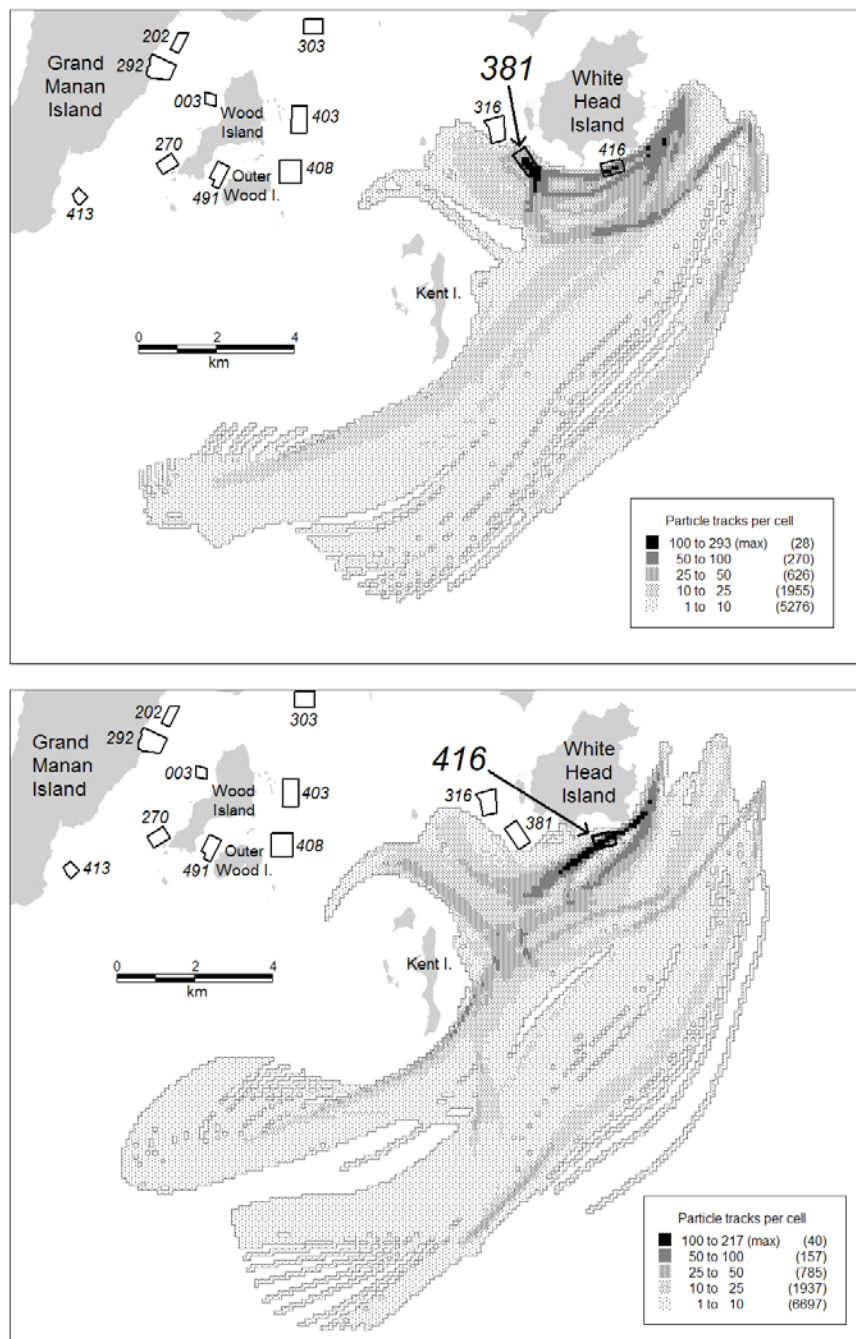 202
303
Grand
Manan
Island
292
381
White
Head
Island
003
Wood
Island
316
403
270
416
Outer
Wood I.
408
491
413
Kent I.
0 4
km
Particle tracks per cell
100 to 293 (max) (28)
50 to 100 (270)
25 to 50 (626)
10 to 25 (1955)
1 to 10 (5276)
202
303
Grand
Manan
Island
292
416
White
Head
Island
003
Wood
Island
316
403
381
270
Outer
Wood I.
408
491
413
Kent I.
0 2 4
km
Particle tracks per cell
100 to 217 (max) (40)
50 to 100 (157)
25 to 50 (785)
10 to 25 (1937)
1 to 10 (6697)